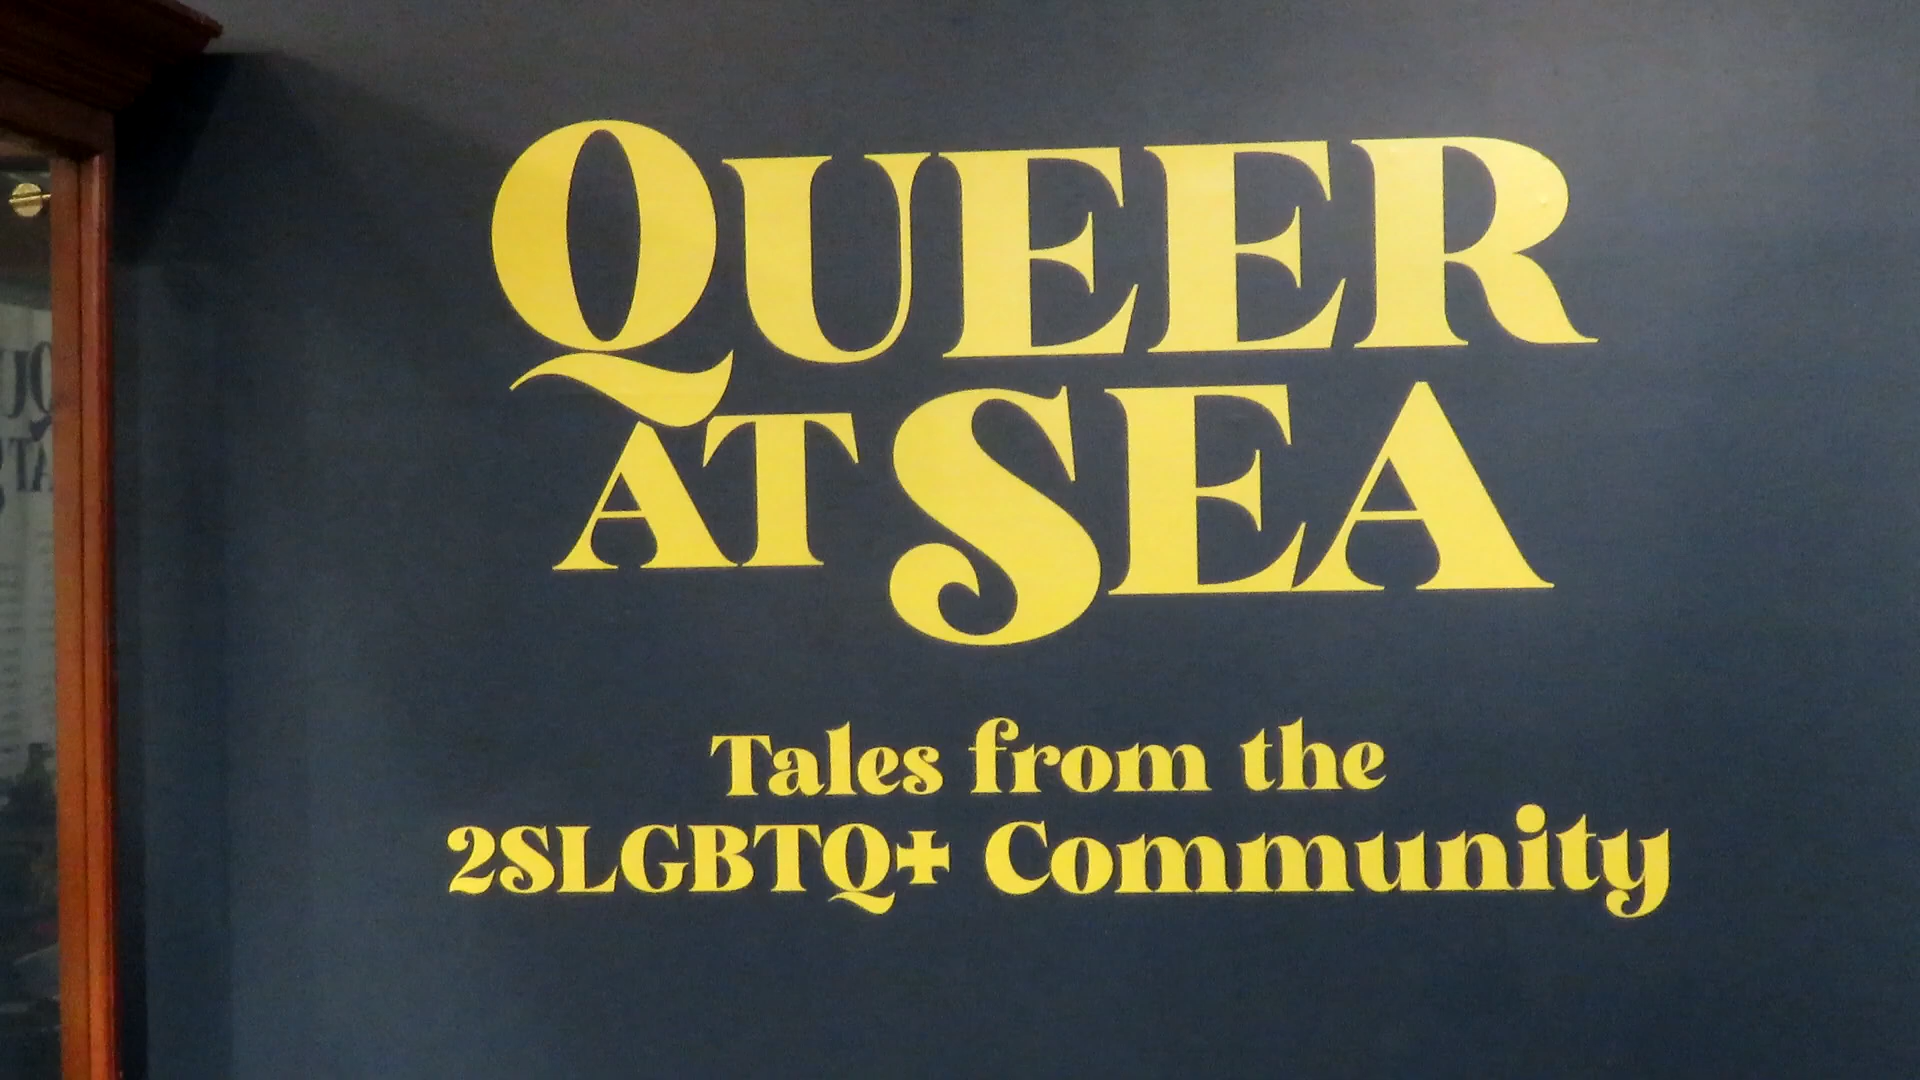 QUEER
AT SEA
Tales from the
2SLGBTQ+ Community